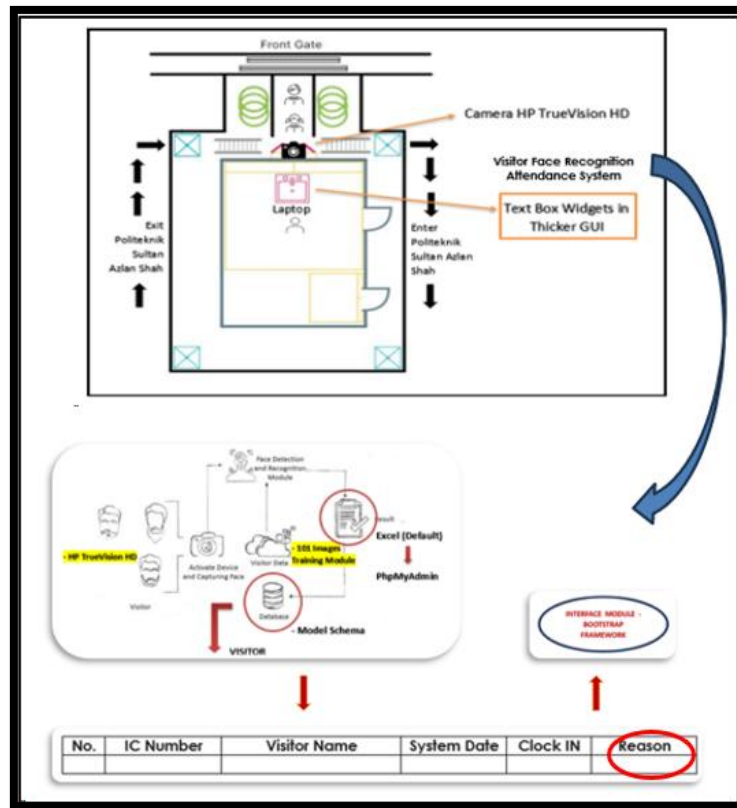 Front Gate
Camera HP TrueVision HD
Visitor Face Recognition
Attendance System
Text Box Widgets in
Thicker GUI
Laptop
Exit
Politeknik
Sultan
Azlan Shah
Enter
Politeknik
Sultan Azlan
Shah
Face Detection
and Recognition
Module
- HP TrueVision HD
Activate Device
and Capturing Face
Visitor
Visitor Data
- 101 Images
Training Module
Result
Excel (Default)
PhpMyAdmin
Database
- Model Schema
VISITOR
INTERFACE MODULE -
BOOTSTRAP
FRAMEWORK
No. IC Number Visitor Name System Date Clock IN Reason